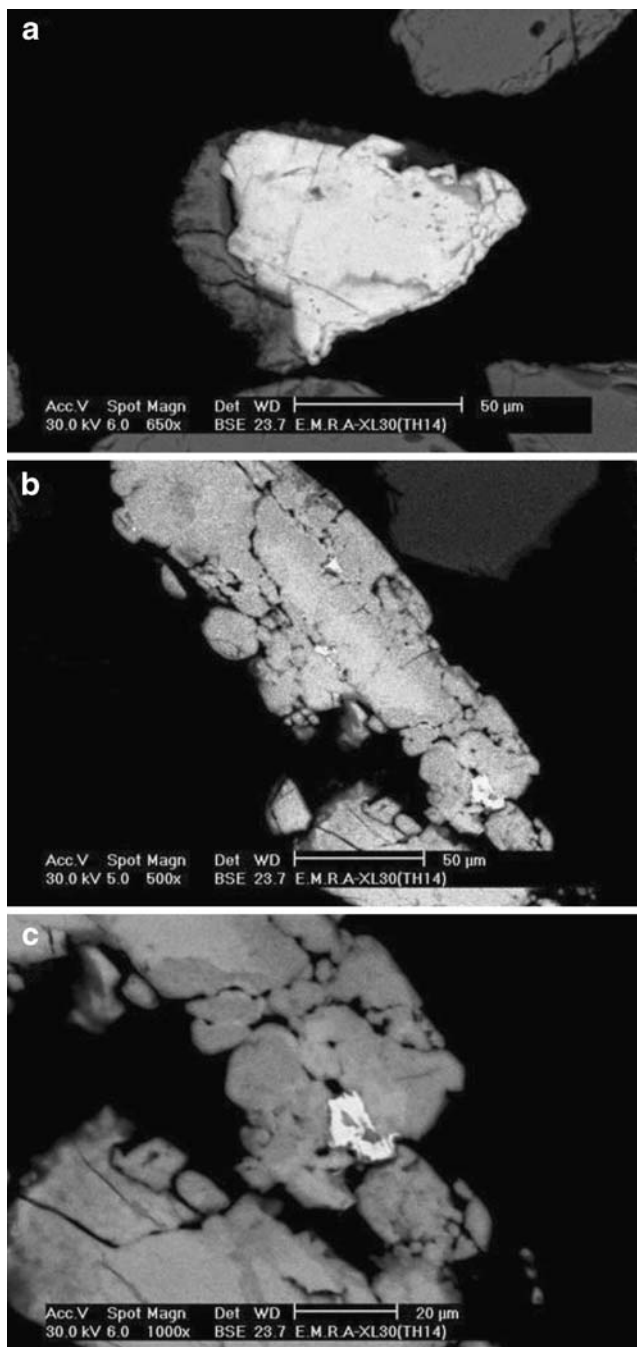 a
Acc.V Spot Magn Det WD 50 µm
30.0 kV 6.0 650x BSE 23.7 E.M.R.A-XL30(TH14)
b
Acc.V Spot Magn Det WD 50 µm
30.0 kV 5.0 500x BSE 23.7 E.M.R.A-XL30(TH14)
c
Acc.V Spot Magn Det WD 20 µm
30.0 kV 6.0 1000x BSE 23.7 E.M.R.A-XL30(TH14)